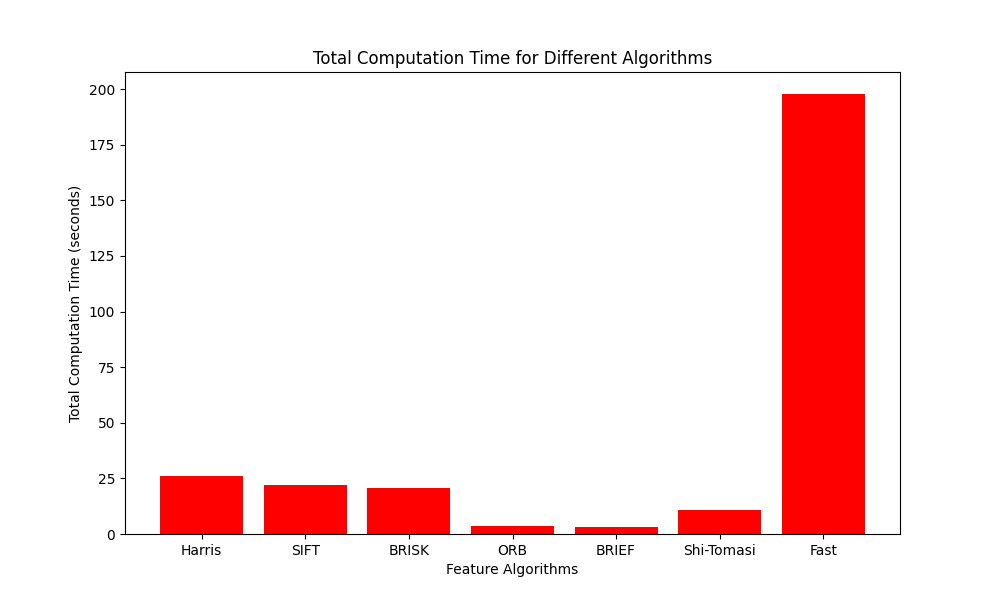 Total Computation Time for Different Algorithms
Total Computation Time (seconds)
200
175
150
125
100
75
50
25
0
Harris SIFT BRISK ORB BRIEF Shi-Tomasi Fast
Feature Algorithms